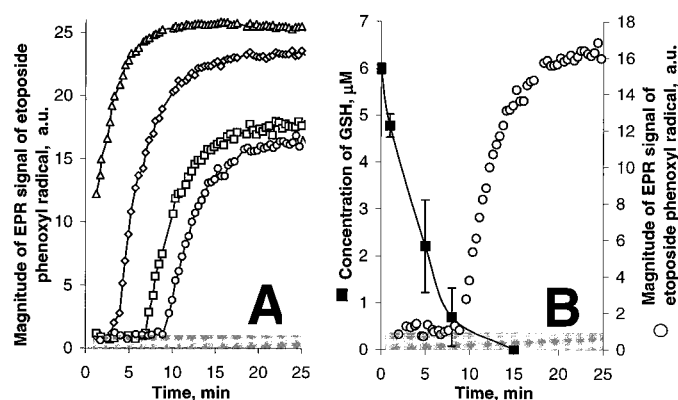 Magnitude of EPR signal of etoposide
phenoxyl radical, a.u.
25
20
15
10
5
0
0 5 10 15 20 25
Time, min
A
■ Concentration of GSH, μM
7
6
5
4
3
2
1
0
0 5 10 15 20 25
Time, min
B
18
16
14
12
10
8
6
4
2
0
Magnitude of EPR signal of
etoposide phenoxyl radical, a.u.